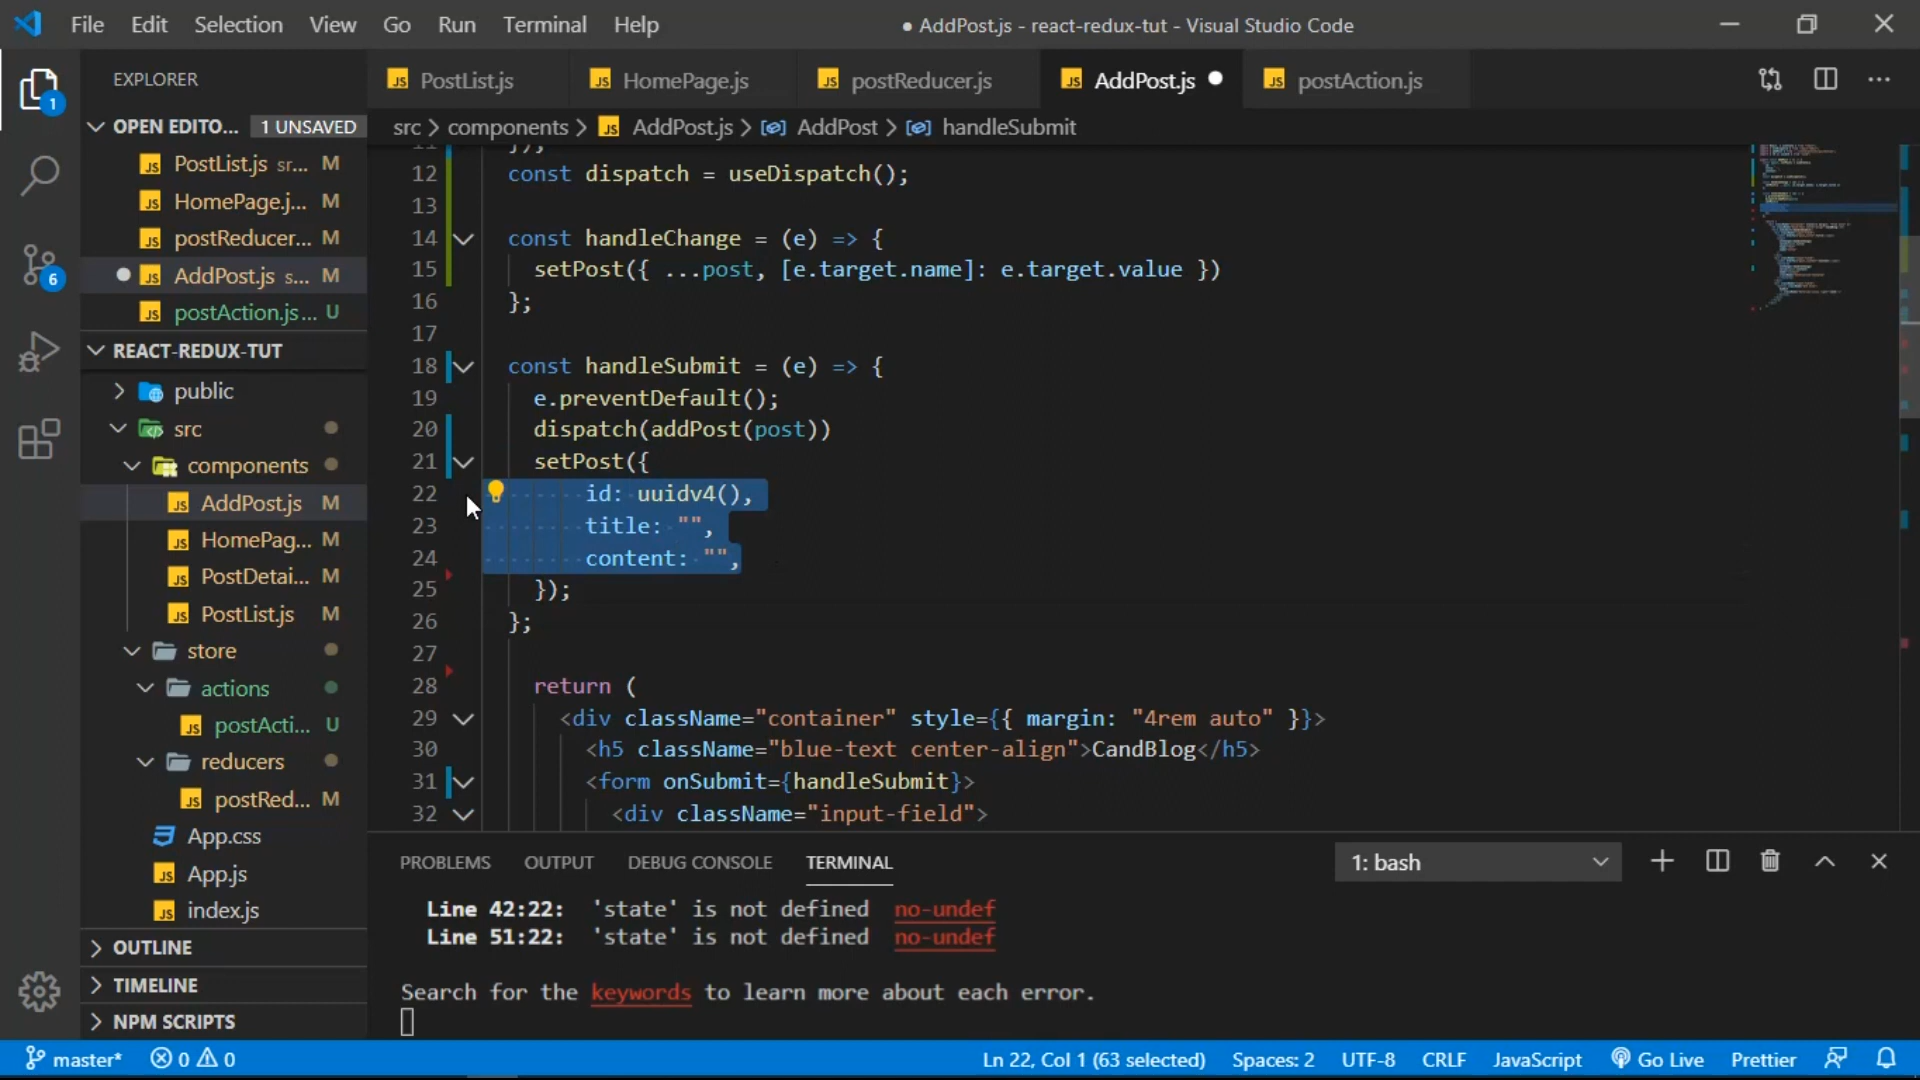 File Edit Selection View Go Run Terminal Help
● AddPost.js - react-redux-tut - Visual Studio Code
EXPLORER
PostList.js
HomePage.js
postReducer.js
AddPost.js ●
postAction.js
OPEN EDITO... 1 UNSAVED
src > components > AddPost.js > AddPost > handleSubmit
PostList.js sr... M
HomePage.j... M
postReducer... M
AddPost.js s... M
postAction.js ... U
REACT-REDUX-TUT
public
src
components
AddPost.js M
HomePag... M
PostDetai... M
PostList.js M
store
actions
postActi... U
reducers
postRed... M
App.css
App.js
index.js
OUTLINE
TIMELINE
NPM SCRIPTS
1
6
11 });
12 const dispatch = useDispatch();
13
14 const handleChange = (e) => {
15 setPost({ ...post, [e.target.name]: e.target.value })
16 };
17
18 const handleSubmit = (e) => {
19 e.preventDefault();
20 dispatch(addPost(post))
21 setPost({
22 id: uuidv4(),
23 title: "",
24 content: "",
25 });
26 };
27
28 return (
29 <div className="container" style={{ margin: "4rem auto" }}>
30 <h5 className="blue-text center-align">CandBlog</h5>
31 <form onSubmit={handleSubmit}>
32 <div className="input-field">
PROBLEMS OUTPUT DEBUG CONSOLE TERMINAL 1: bash
Line 42:22: 'state' is not defined no-undef
Line 51:22: 'state' is not defined no-undef
Search for the keywords to learn more about each error.
master* 0 0 Ln 22, Col 1 (63 selected) Spaces: 2 UTF-8 CRLF JavaScript Go Live Prettier